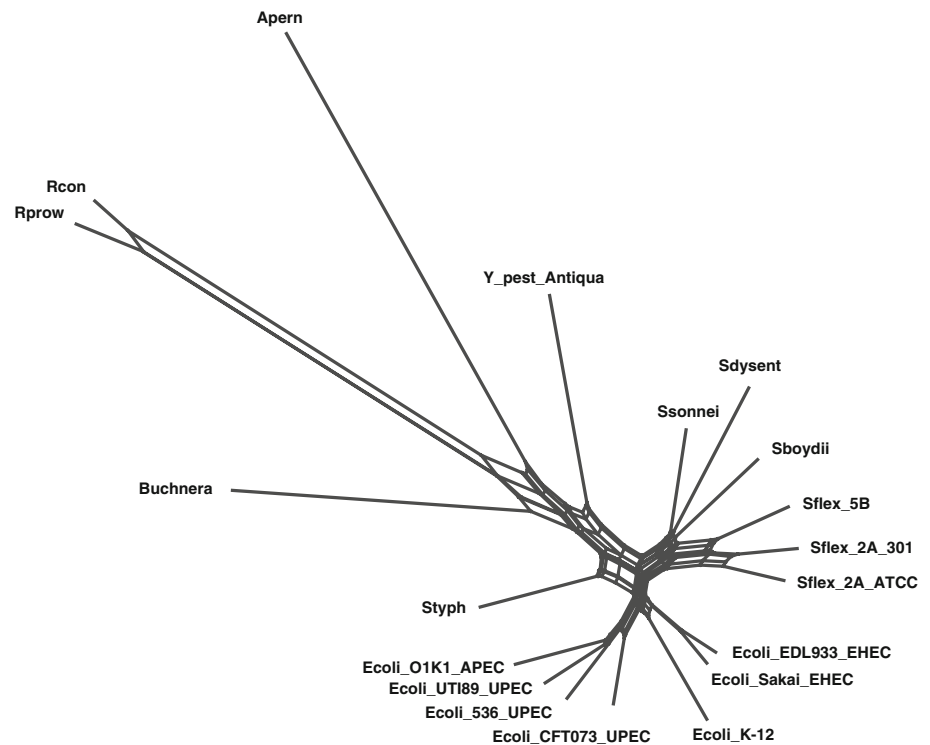 Apern
Rcon
Rprow
Y_pest_Antiqua
Sdysent
Ssonnei
Sboydii
Buchnera
Sflex_5B
Sflex_2A_301
Sflex_2A_ATCC
Styph
Ecoli_EDL933_EHEC
Ecoli_O1K1_APEC
Ecoli_Sakai_EHEC
Ecoli_UTI89_UPEC
Ecoli_536_UPEC
Ecoli_K-12
Ecoli_CFT073_UPEC